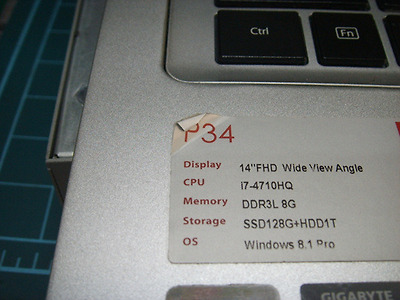 Ctrl Fn
P34
Display 14"FHD Wide View Angle
CPU i7-4710HQ
Memory DDR3L 8G
Storage SSD128G+HDD1T
OS Windows 8.1 Pro
GIGABYTE